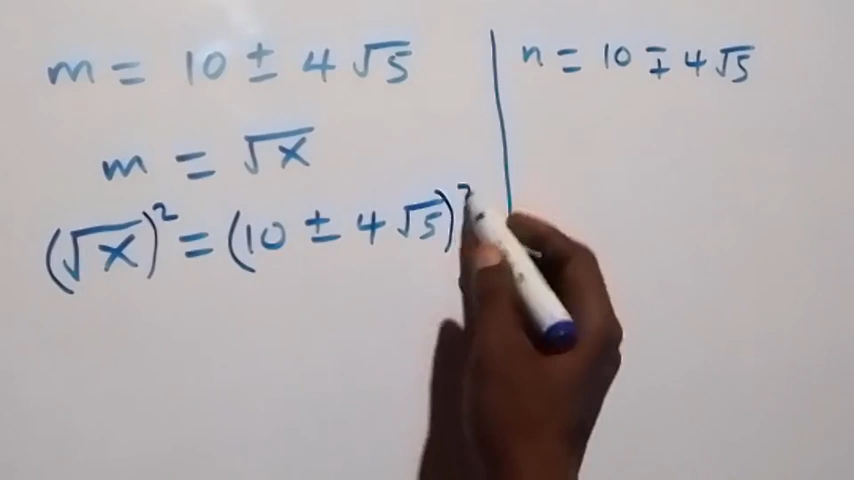 m = 10 ± 4√5
m = √x
(√x)² = (10 ± 4√5)²
n = 10 ∓ 4√5